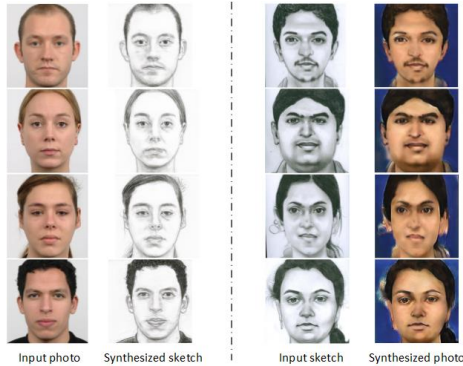 Input photo
Synthesized sketch
Input sketch
Synthesized photo